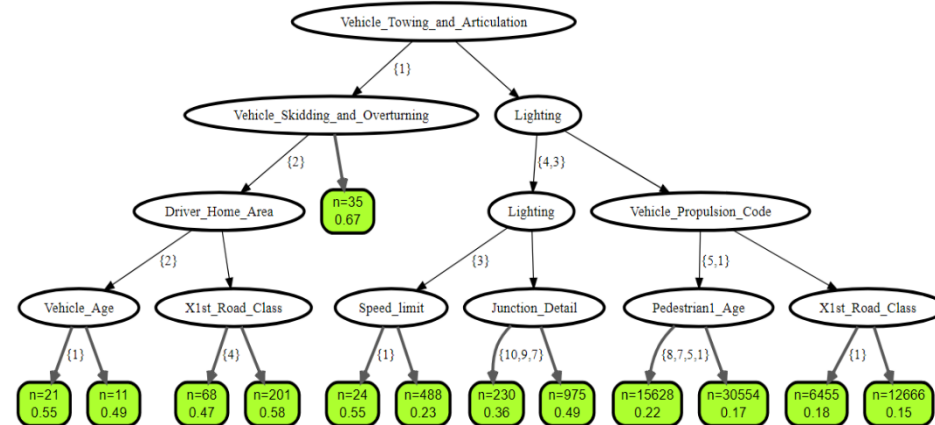 Vehicle_Towing_and_Articulation
{1}
Vehicle_Skidding_and_Overturning
Lighting
{2}
{4,3}
Driver_Home_Area
n=35
0.67
Lighting
Vehicle_Propulsion_Code
{2}
{3}
{5,1}
Vehicle_Age
X1st_Road_Class
Speed_limit
Junction_Detail
Pedestrian1_Age
X1st_Road_Class
{1}
{4}
{1}
{10,9,7}
{8,7,5,1}
{1}
n=21
0.55
n=11
0.49
n=68
0.47
n=201
0.58
n=24
0.55
n=488
0.23
n=230
0.36
n=975
0.49
n=15628
0.22
n=30554
0.17
n=6455
0.18
n=12666
0.15